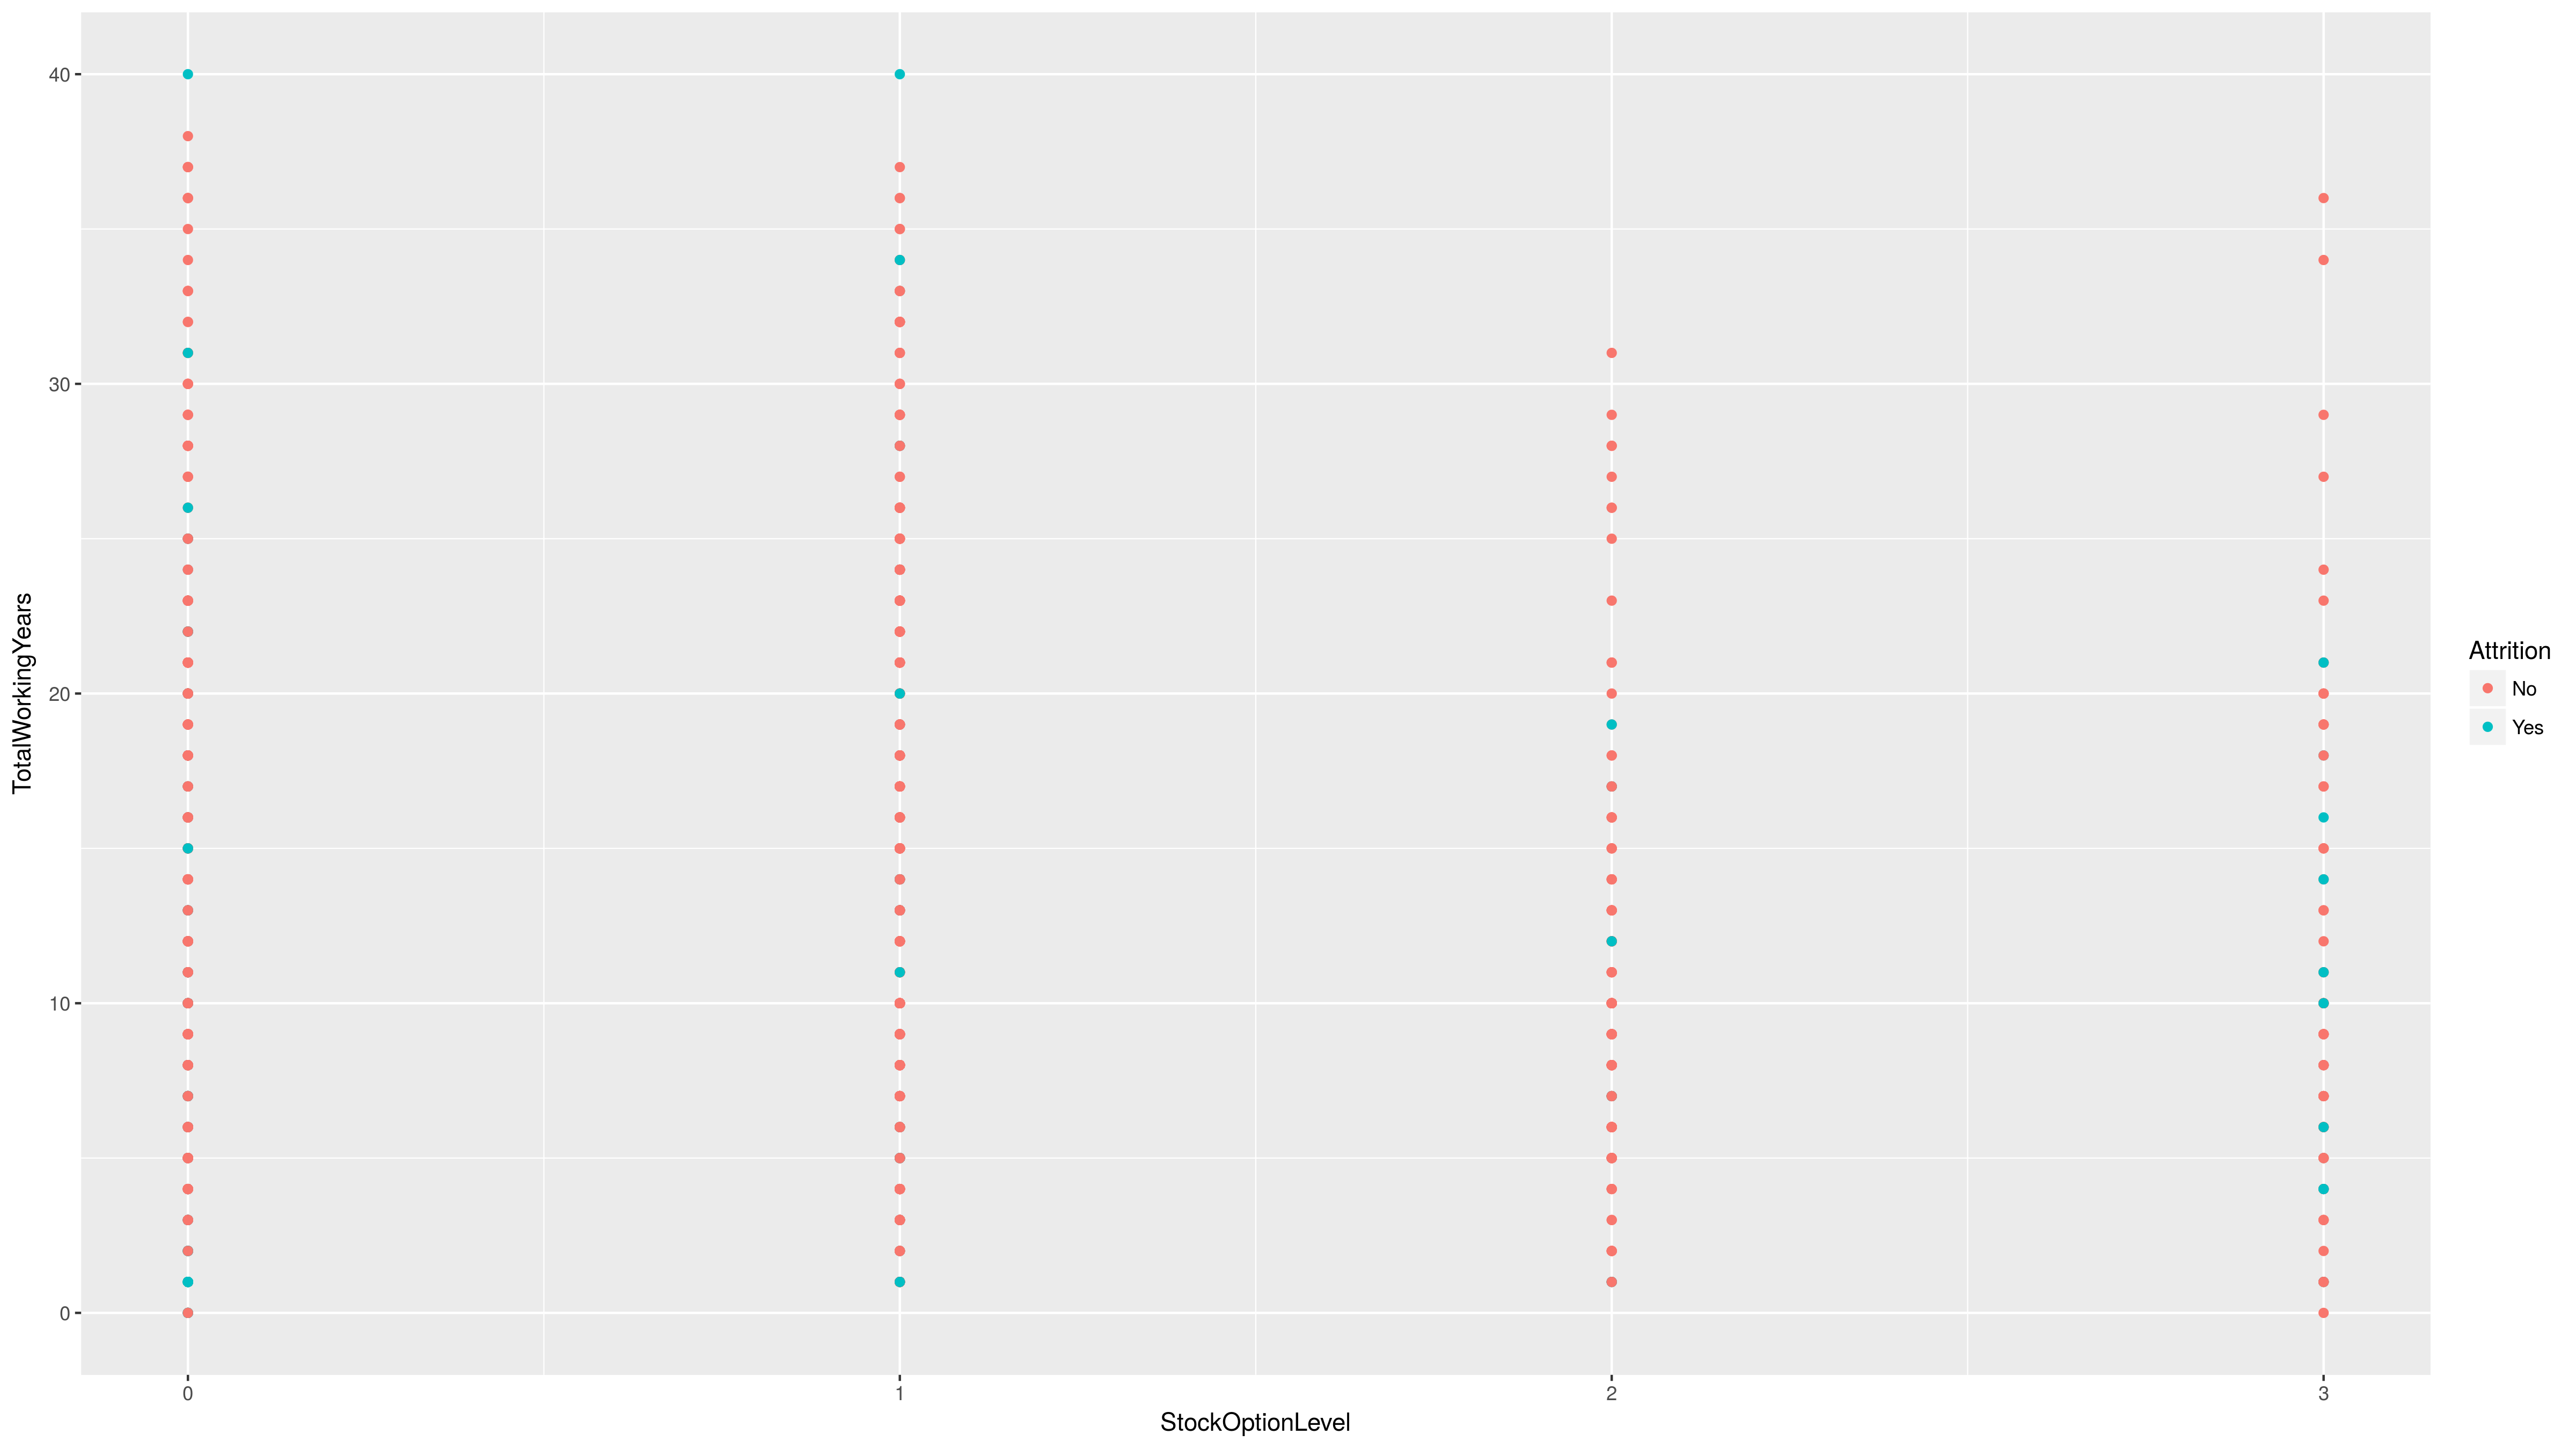 TotalWorkingYears
40
30
20
10
0
0 1 2 3
StockOptionLevel
Attrition
No
Yes